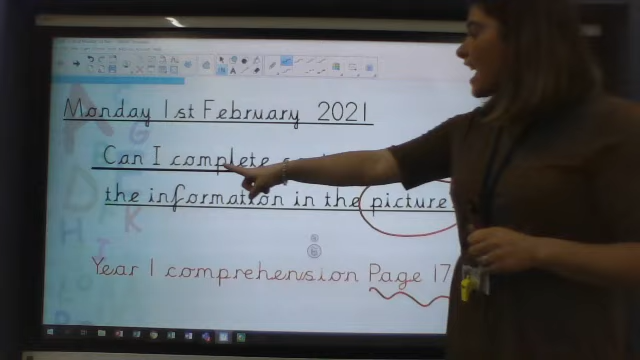 Monday 1st February 2021
Can I complete
the information in the picture
Year 1 comprehension Page 17